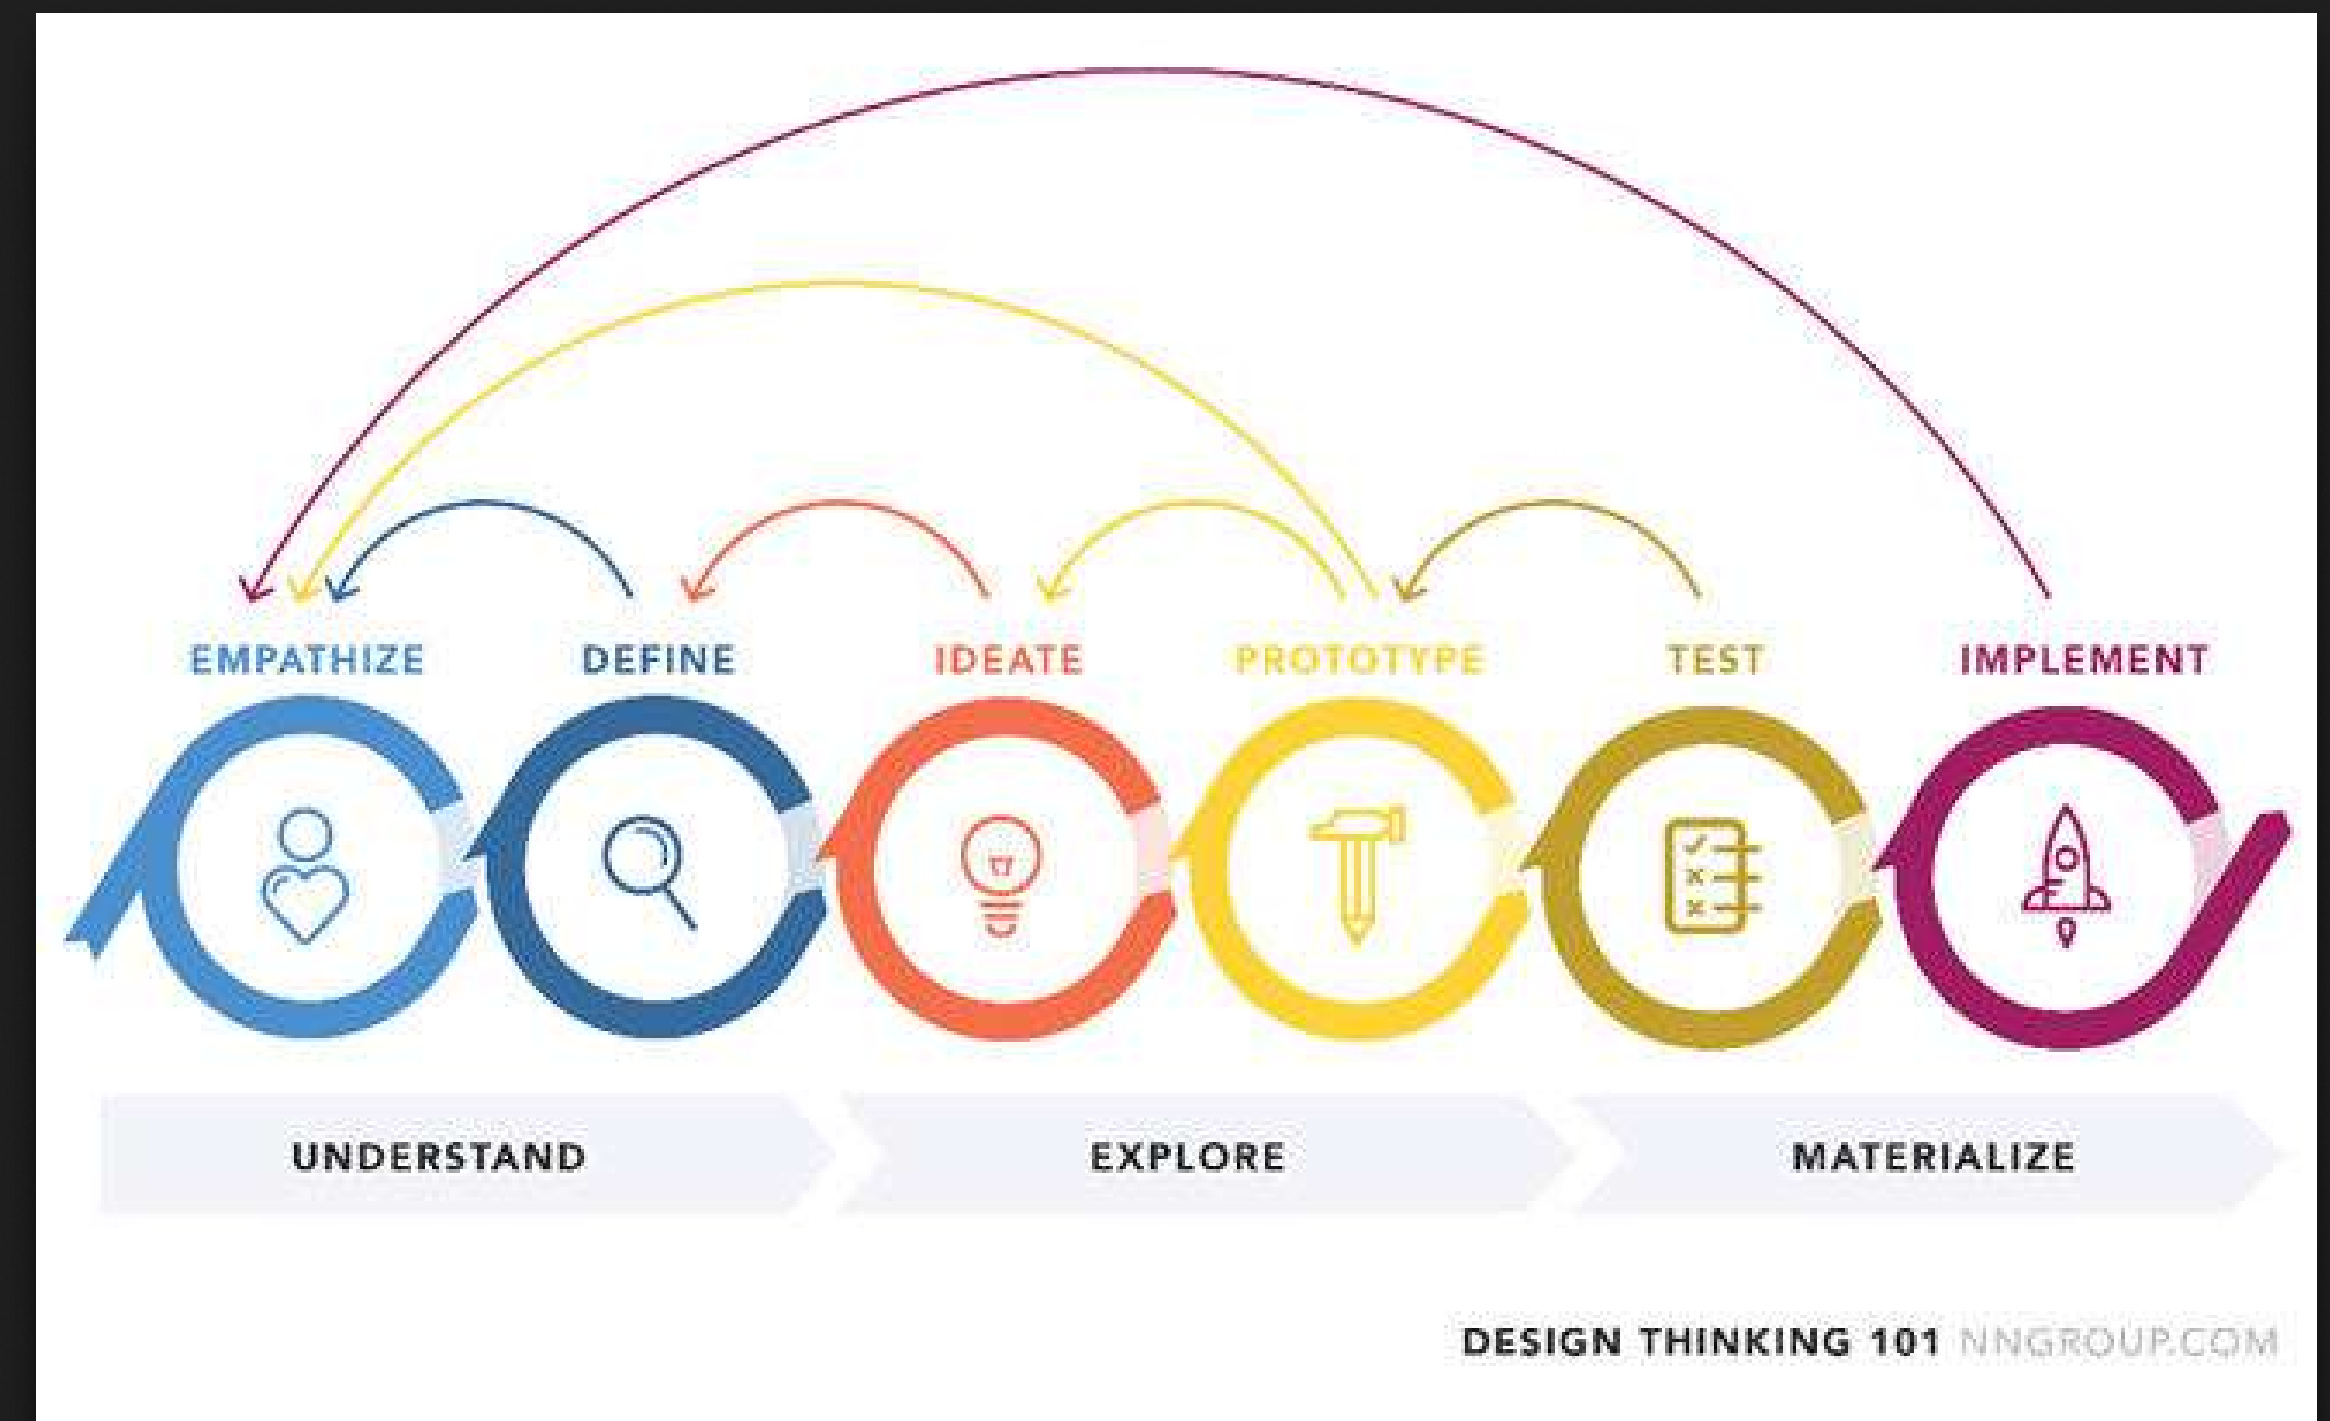 EMPATHIZE
DEFINE
IDEATE
PROTOTYPE
TEST
IMPLEMENT
UNDERSTAND
EXPLORE
MATERIALIZE
DESIGN THINKING 101 NNGROUP.COM